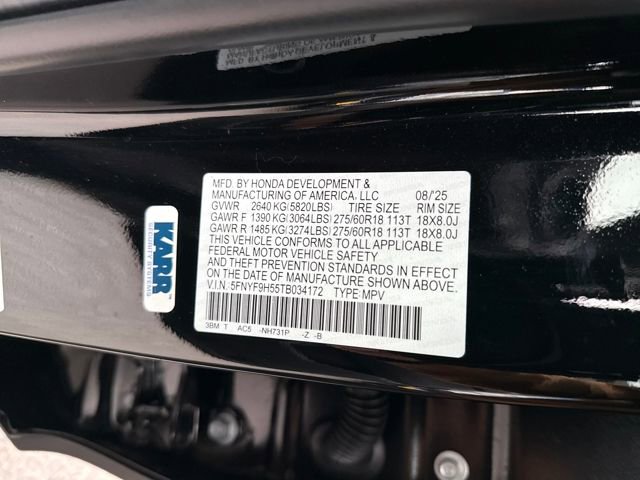 MFD. BY HONDA DEVELOPMENT &
MANUFACTURING OF AMERICA, LLC 08/'25
GVWR 2640 KG (5820LBS) TIRE SIZE RIM SIZE
GAWR F 1390 KG (3064LBS) 275/60R18 113T 18X8.0J
GAWR R 1485 KG (3274LBS) 275/60R18 113T 18X8.0J
THIS VEHICLE CONFORMS TO ALL APPLICABLE
FEDERAL MOTOR VEHICLE SAFETY
AND THEFT PREVENTION STANDARDS IN EFFECT
ON THE DATE OF MANUFACTURE SHOWN ABOVE.
V.I.N. 5FNYF9H55TB034172 TYPE: MPV
3BM T AC5 -NH731P -Z -B
KARR
SECURITY SYSTEMS